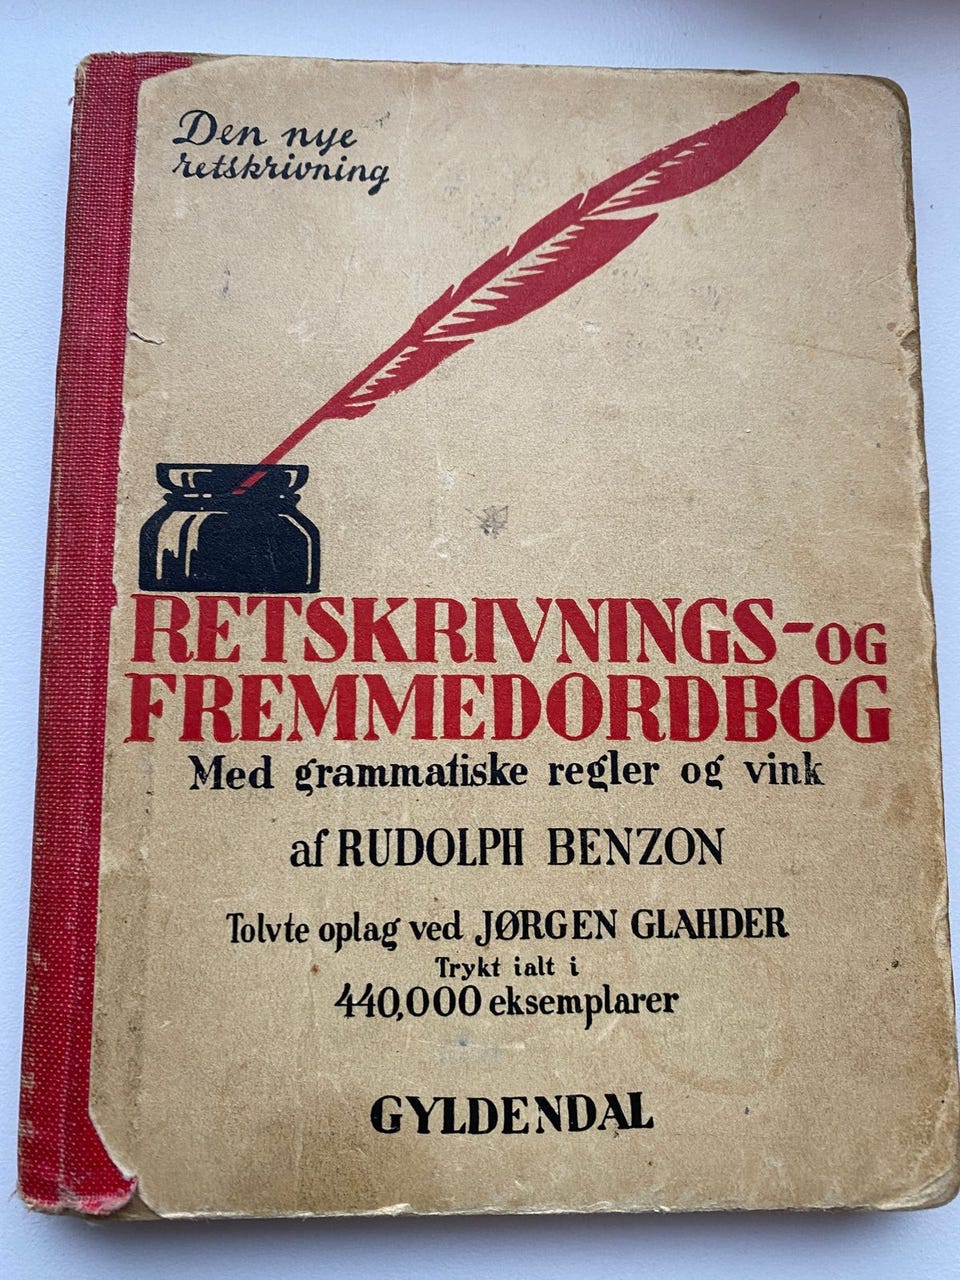 Den nye
retskrivning
RETSKRIVNINGS-OG
FREMMEDORDBOG
Med grammatiske regler og vink
af RUDOLPH BENZON
Tolvte oplag ved JØRGEN GLAHDER
Trykt ialt i
440,000 eksemplarer
GYLDENDAL